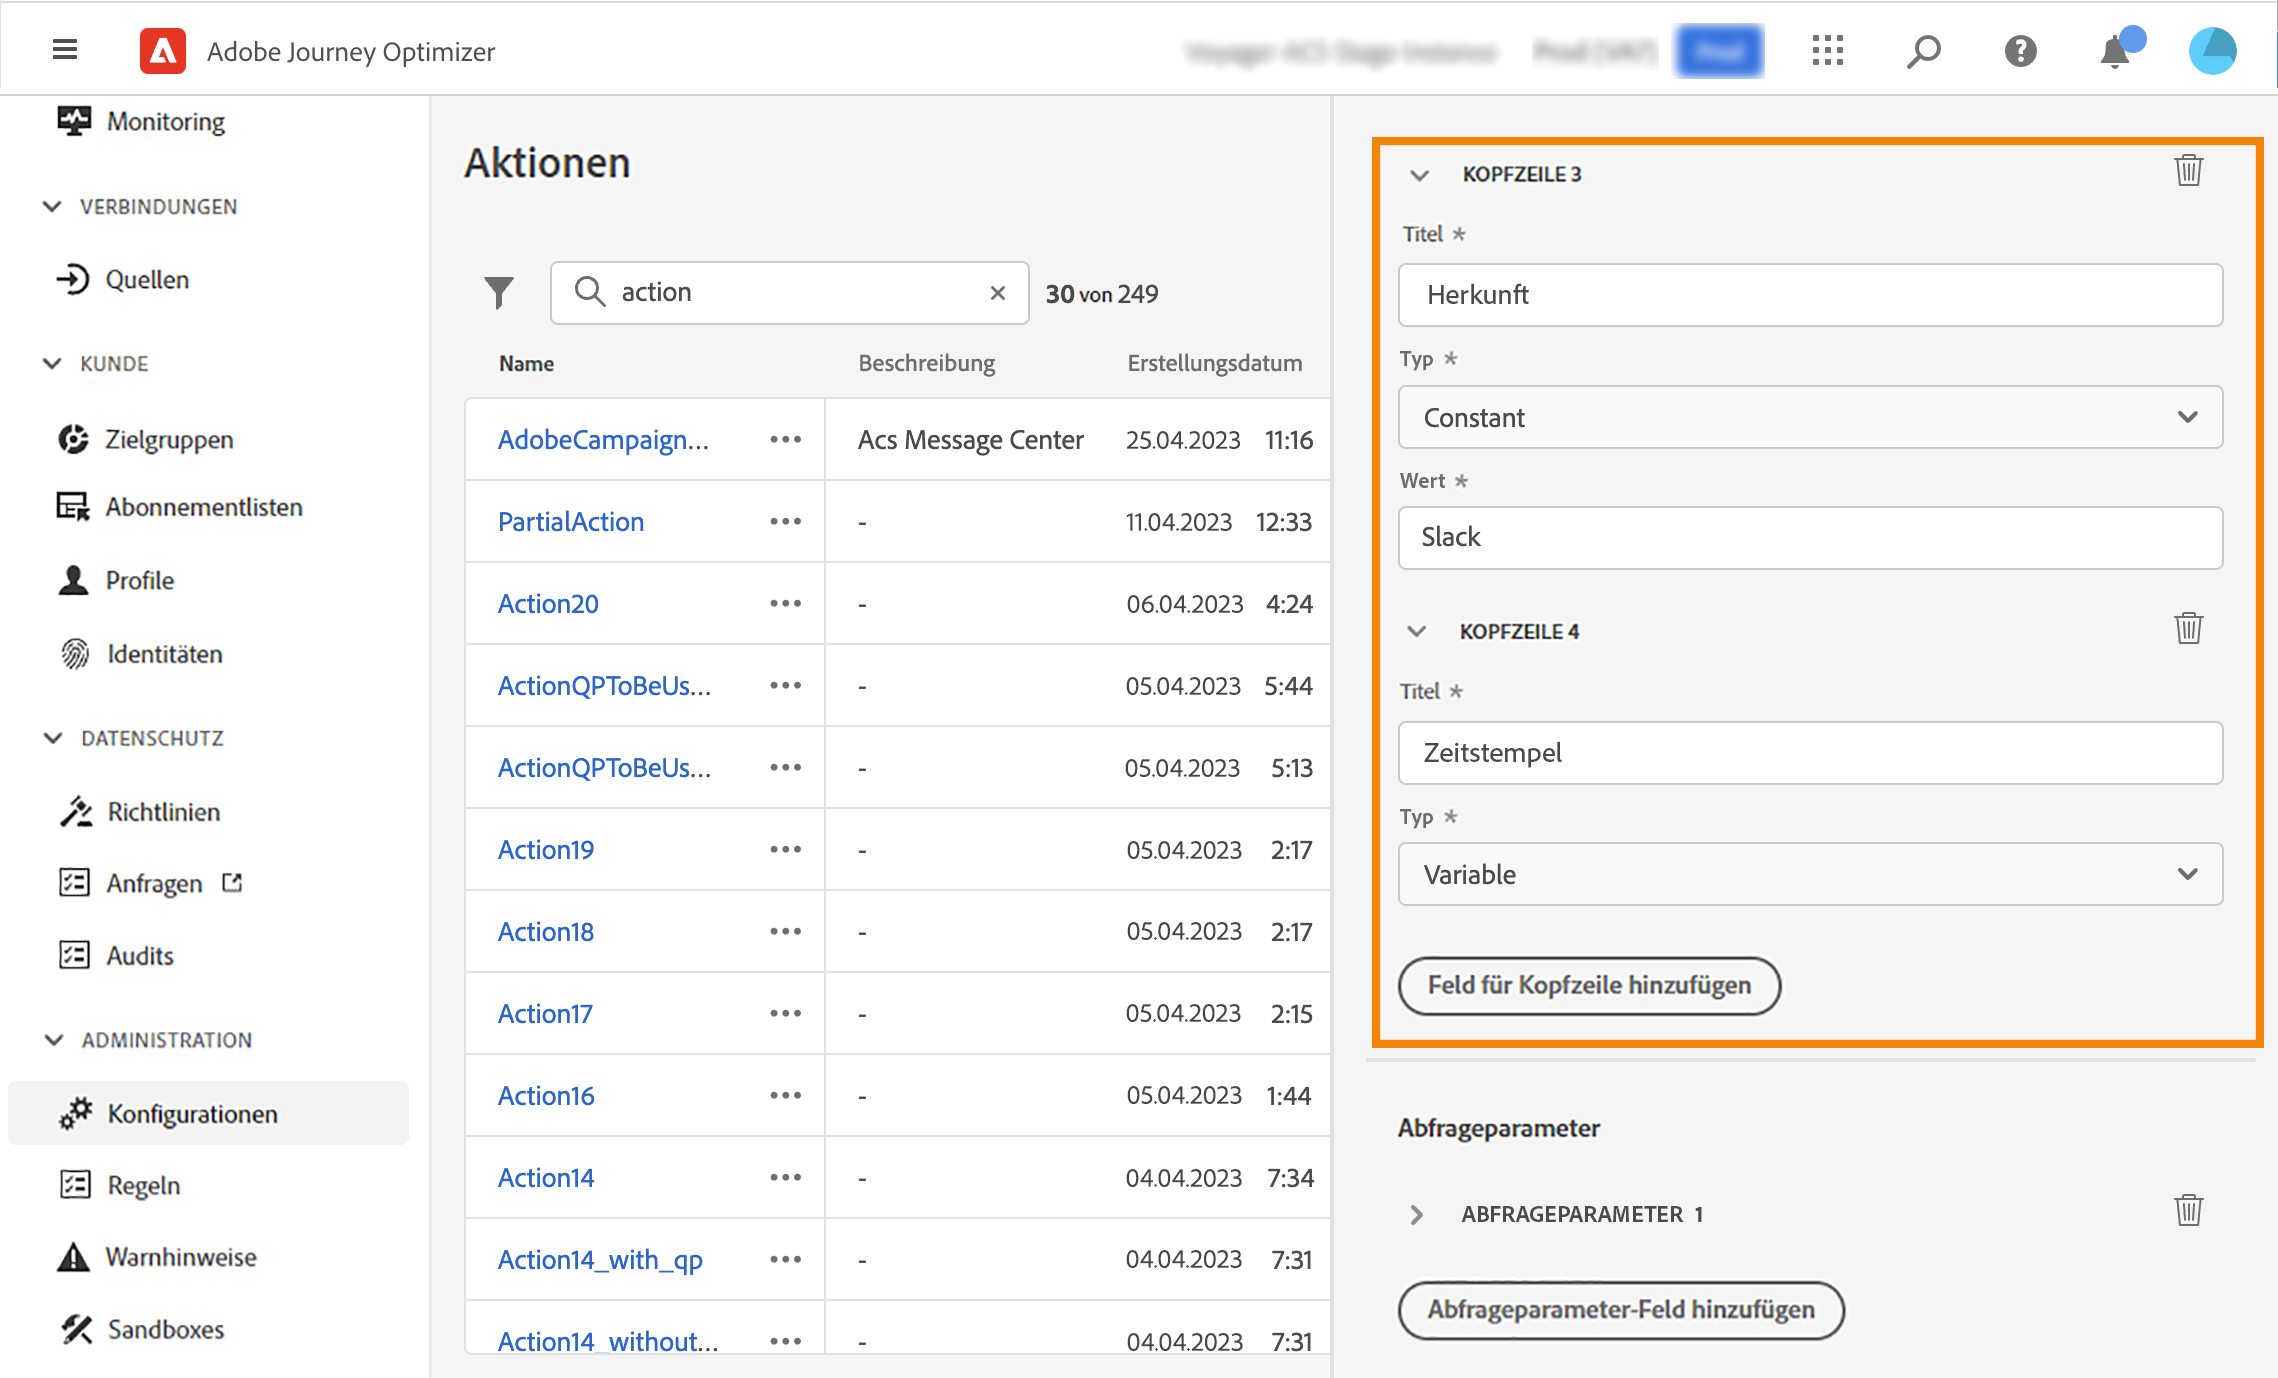 Adobe Journey Optimizer
Monitoring
VERBINDUNGEN
Quellen
KUNDE
Zielgruppen
Abonnementlisten
Profile
Identitäten
DATENSCHUTZ
Richtlinien
Anfragen
Audits
ADMINISTRATION
Konfigurationen
Regeln
Warnhinweise
Sandboxes
Aktionen
action 30 von 249
Name Beschreibung Erstellungsdatum
AdobeCampaign... Acs Message Center 25.04.2023 11:16
PartialAction - 11.04.2023 12:33
Action20 - 06.04.2023 4:24
ActionQPToBeUs... - 05.04.2023 5:44
ActionQPToBeUs... - 05.04.2023 5:13
Action19 - 05.04.2023 2:17
Action18 - 05.04.2023 2:17
Action17 - 05.04.2023 2:15
Action16 - 05.04.2023 1:44
Action14 - 04.04.2023 7:34
Action14_with_qp - 04.04.2023 7:31
Action14_without... - 04.04.2023 7:31
KOPFZEILE 3
Titel *
Herkunft
Typ *
Constant
Wert *
Slack
KOPFZEILE 4
Titel *
Zeitstempel
Typ *
Variable
Feld für Kopfzeile hinzufügen
Abfrageparameter
ABFRAGEPARAMETER 1
Abfrageparameter-Feld hinzufügen